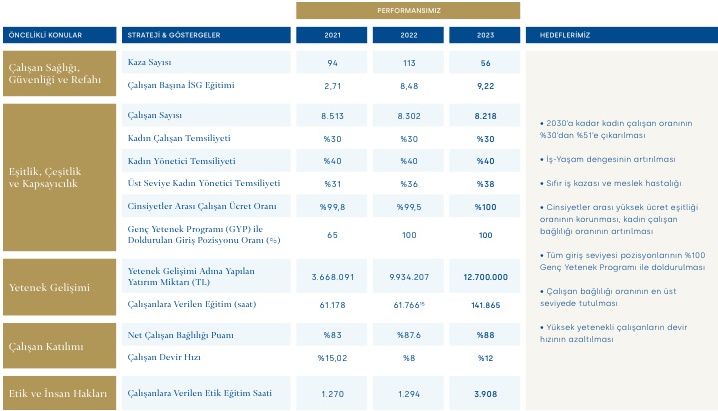 PERFORMANSIMIZ
ÖNCELİKLİ KONULAR STRATEJİ & GÖSTERGELER 2021 2022 2023 HEDEFLERİMİZ
Çalışan Sağlığı,
Güvenliği ve Refahı
Kaza Sayısı 94 113 56
Çalışan Başına İSG Eğitimi 2,71 8,48 9,22
Eşitlik, Çeşitlik
ve Kapsayıcılık
Çalışan Sayısı 8.513 8.302 8.218
Kadın Çalışan Temsiliyeti %30 %30 %30
Kadın Yönetici Temsiliyeti %40 %40 %40
Üst Seviye Kadın Yönetici Temsiliyeti %31 %36 %38
Cinsiyetler Arası Çalışan Ücret Oranı %99,8 %99,5 %100
Genç Yetenek Programı (GYP) ile
Doldurulan Giriş Pozisyonu Oranı (%) 65 100 100
Yetenek Gelişimi
Yetenek Gelişimi Adına Yapılan
Yatırım Miktarı (TL) 3.668.091 9.934.207 12.700.000
Çalışanlara Verilen Eğitim (saat) 61.178 61.766¹⁵ 141.865
Çalışan Katılımı
Net Çalışan Bağlılığı Puanı %83 %87.6 %88
Çalışan Devir Hızı %15,02 %8 %12
Etik ve İnsan Hakları
Çalışanlara Verilen Etik Eğitim Saati 1.270 1.294 3.908
• 2030'a kadar kadın çalışan oranının
%30'dan %51'e çıkarılması
• İş-Yaşam dengesinin artırılması
• Sıfır iş kazası ve meslek hastalığı
• Cinsiyetler arası yüksek ücret eşitliği
oranının korunması, kadın çalışan
bağlılığı oranının artırılması
• Tüm giriş seviyesi pozisyonlarının %100
Genç Yetenek Programı ile doldurulması
• Çalışan bağlılığı oranının en üst
seviyede tutulması
• Yüksek yetenekli çalışanların devir
hızının azaltılması